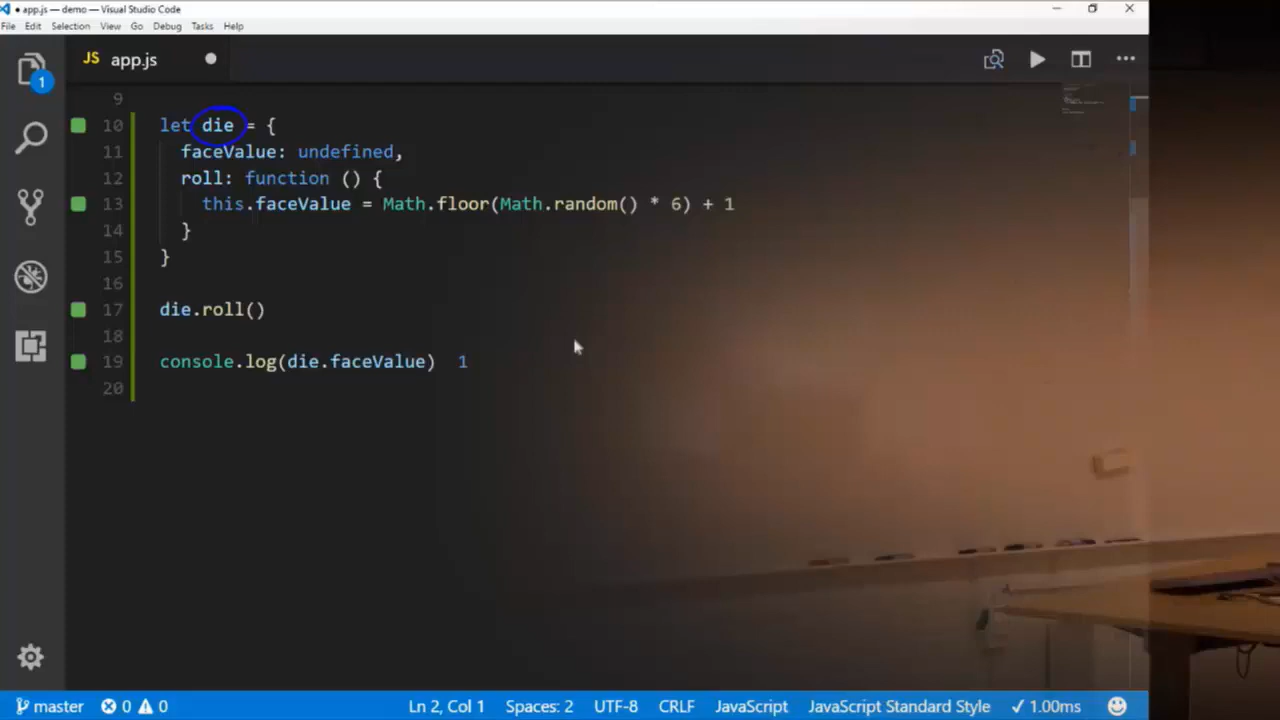 ● app.js — demo — Visual Studio Code
File Edit Selection View Go Debug Tasks Help
JS app.js ●
1
9
10 let die = {
11 faceValue: undefined,
12 roll: function () {
13 this.faceValue = Math.floor(Math.random() * 6) + 1
14 }
15 }
16
17 die.roll()
18
19 console.log(die.faceValue) 1
20
master 0 0 Ln 2, Col 1 Spaces: 2 UTF-8 CRLF JavaScript JavaScript Standard Style ✓ 1.00ms